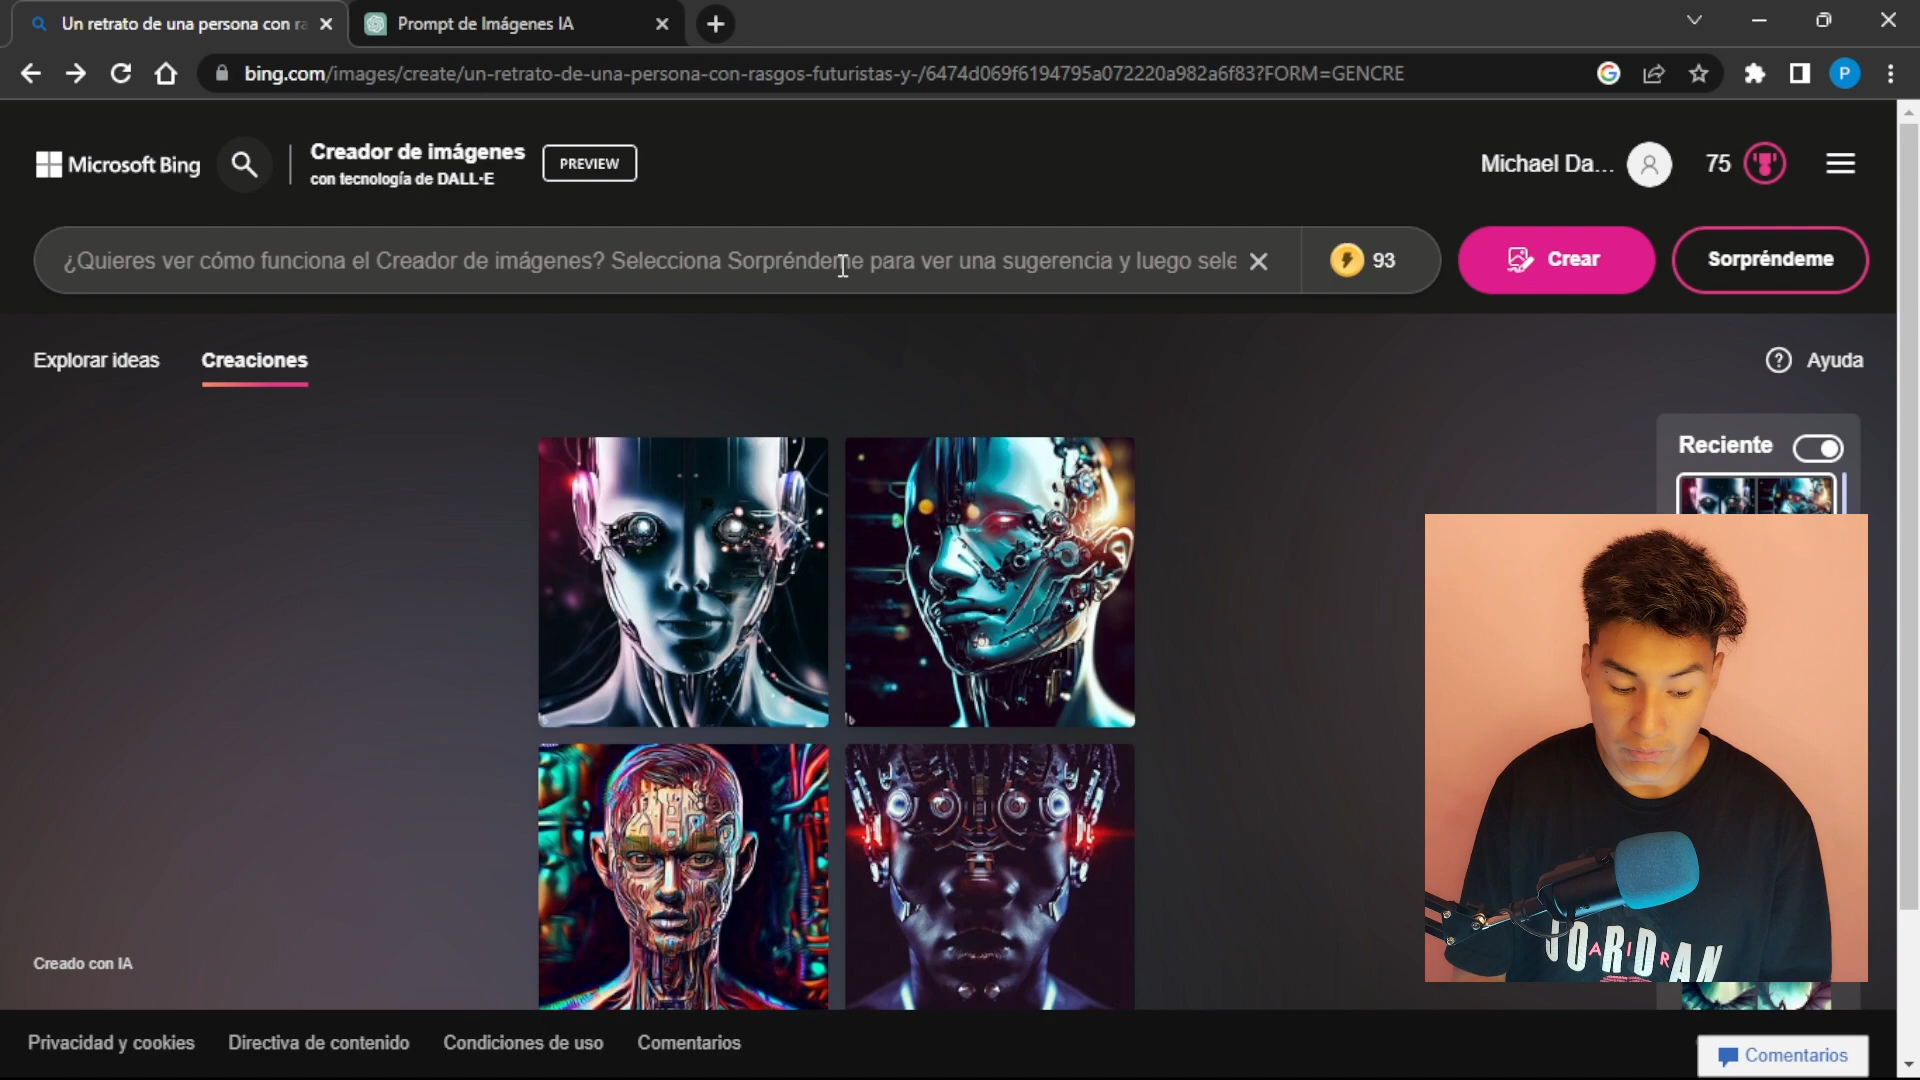 Un retrato de una persona con ra
Prompt de Imágenes IA
bing.com/images/create/un-retrato-de-una-persona-con-rasgos-futuristas-y-/6474d069f6194795a072220a982a6f83?FORM=GENCRE
P
Microsoft Bing
Creador de imágenes
con tecnología de DALL·E
PREVIEW
Michael Da...
75
¿Quieres ver cómo funciona el Creador de imágenes? Selecciona Sorpréndeme para ver una sugerencia y luego sele
93
Crear
Sorpréndeme
Explorar ideas
Creaciones
Ayuda
Reciente
JORDAN
AIR
Creado con IA
Privacidad y cookies
Directiva de contenido
Condiciones de uso
Comentarios
Comentarios